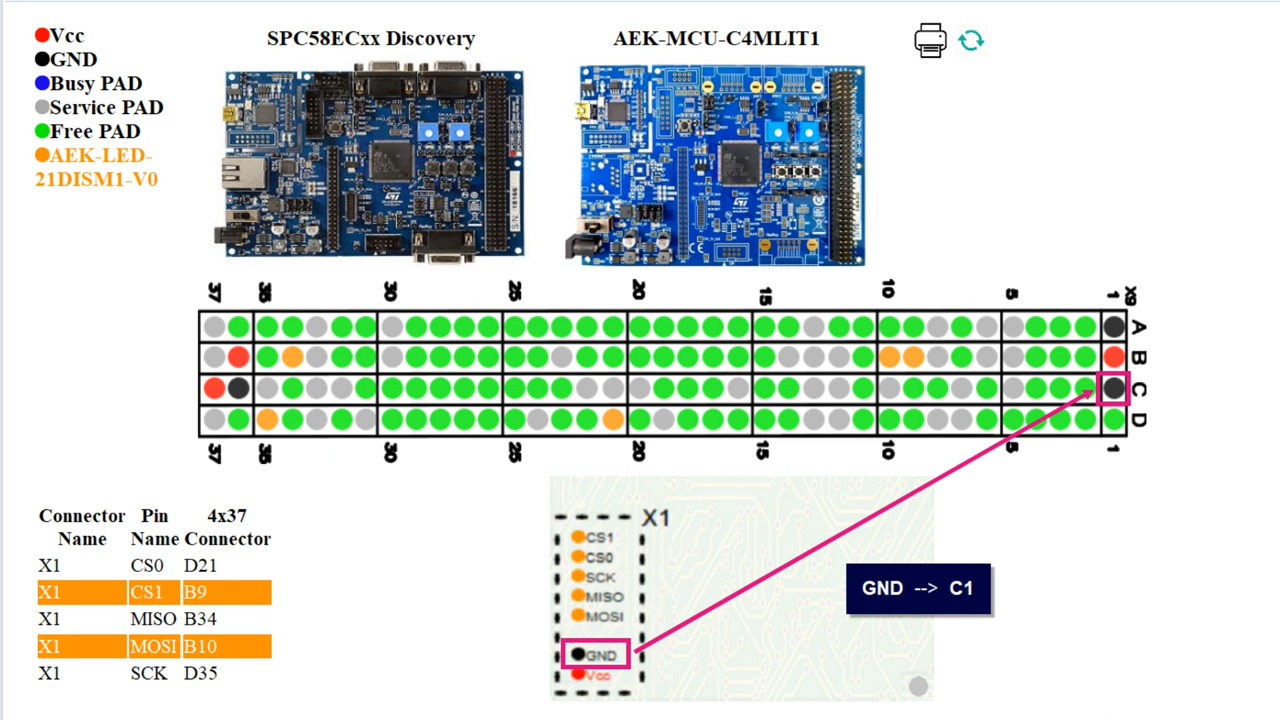 Vcc
GND
Busy PAD
Service PAD
Free PAD
AEK-LED-
21DISM1-V0
SPC58ECxx Discovery
AEK-MCU-C4MLIT1
37 35 30 25 20 15 10 5 1 X9
A
B
C
D
37 35 30 25 20 15 10 5 1
Connector Pin 4x37
Name Name Connector
X1 CS0 D21
X1 CS1 B9
X1 MISO B34
X1 MOSI B10
X1 SCK D35
X1
CS1
CS0
SCK
MISO
MOSI
GND
Vcc
GND --> C1